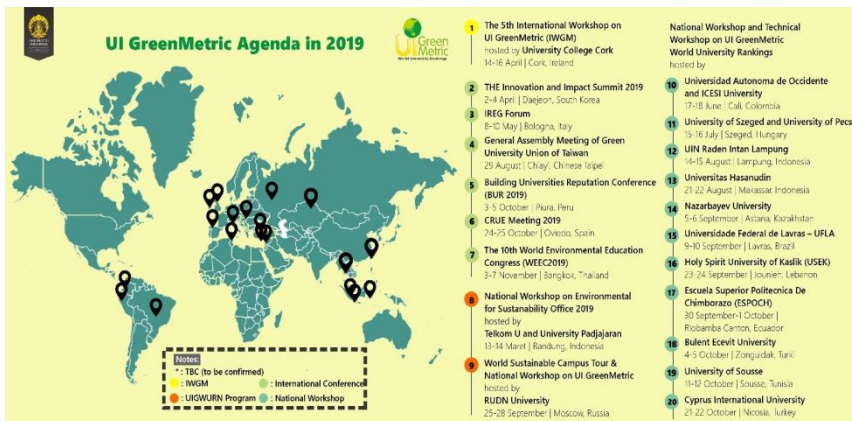 UI GreenMetric Agenda in 2019
UI Green
Metric
World University Rankings
1
The 5th International Workshop on
UI GreenMetric (IWGM)
hosted by University College Cork
14-16 April | Cork, Ireland
2
THE Innovation and Impact Summit 2019
2-4 April | Daejeon, South Korea
3
IREG Forum
8-10 May | Bologna, Italy
4
General Assembly Meeting of Green
University Union of Taiwan
29 August | Chiayi, Chinese Taipei
5
Building Universities Reputation Conference
(BUR 2019)
3-5 October | Piura, Peru
6
CRUE Meeting 2019
24-25 October | Oviedo, Spain
7
The 10th World Environmental Education
Congress (WEEC2019)
3-7 November | Bangkok, Thailand
8
National Workshop on Environmental
for Sustanability Office 2019
hosted by
Telkom U and University Padjajaran
13-14 Maret | Bandung, Indonesia
9
World Sustainable Campus Tour &
National Workshop on UI GreenMetric
hosted by
RUDN University
25-28 September | Moscow, Russia
National Workshop and Technical
Workshop on UI GreenMetric
World University Rankings
hosted by
10
Universidad Autonoma de Occidente
and ICESI University
17-18 June | Cali, Colombia
11
University of Szeged and University of Pecs
15-16 July | Szeged, Hungary
12
UIN Raden Intan Lampung
14-15 August | Lampung, Indonesia
13
Universitas Hasanudin
21-22 August | Makassar, Indonesia
14
Nazarbayev University
5-6 September | Astana, Kazakhstan
15
Universidade Federal de Lavras – UFLA
9-10 September | Lavras, Brazil
16
Holy Spirit University of Kaslik (USEK)
23-24 September | Jounieh, Lebenon
17
Escuela Superior Politecnica De
Chimborazo (ESPOCH)
30 September-1 October |
Riobamba Canton, Ecuador
18
Bulent Ecevit University
4-5 October | Zonguldak, Turki
19
University of Sousse
11-12 October | Sousse, Tunisia
20
Cyprus International University
21-22 October | Nicosia, Turkey
Notes:
* : TBC (to be confirmed)
: IWGM
: International Conference
: UIGWURN Program
: National Workshop